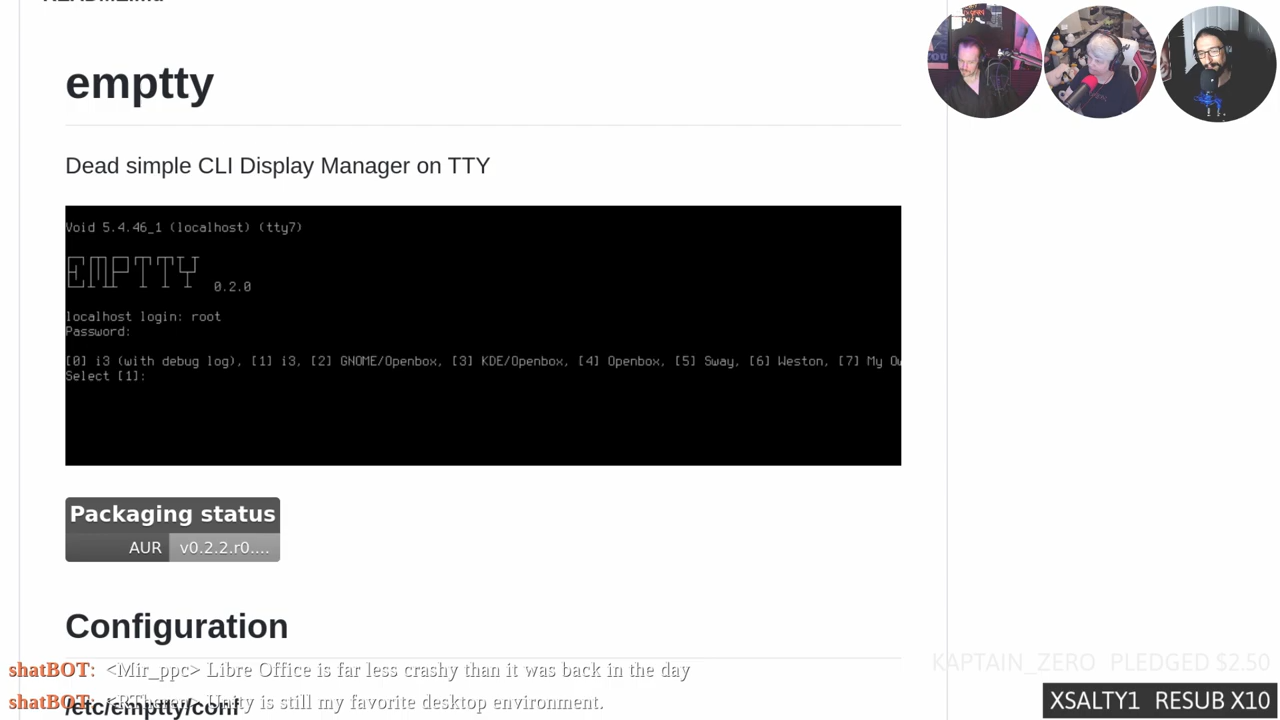 emptty
Dead simple CLI Display Manager on TTY
Void 5.4.46_1 (localhost) (tty7)
EMPTTY 0.2.0
localhost login: root
Password:
[0] i3 (with debug log), [1] i3, [2] GNOME/Openbox, [3] KDE/Openbox, [4] Openbox, [5] Sway, [6] Weston, [7] My Ow
Select [1]:
Packaging status
AUR v0.2.2.r0....
Configuration
shatBOT: <Mir_ppc> Libre Office is far less crashy than it was back in the day
shatBOT: <RTheren> Unity is still my favorite desktop environment.
/etc/emptty/conf
KAPTAIN_ZERO PLEDGED $2.50
XSALTY1 RESUB X10